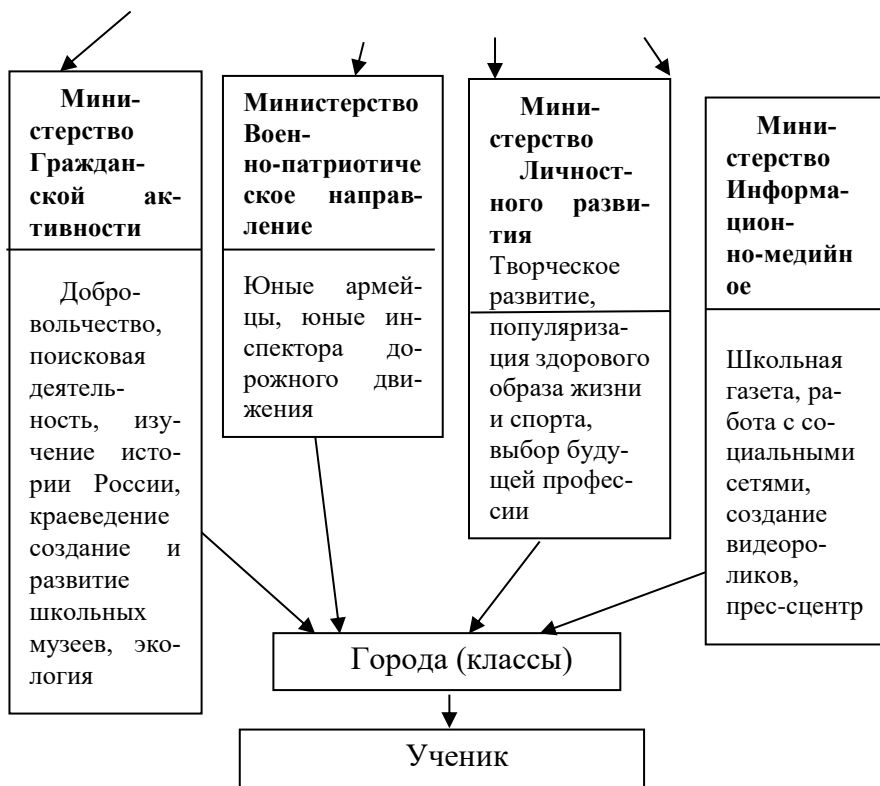 Мини-
стерство
Граждан-
ской ак-
тивности
Добро-
вольчество,
поисковая
деятель-
ность, изу-
чение исто-
рии России,
краеведение
создание и
развитие
школьных
музеев, эко-
логия
Министерство
Воен-
но-патриотиче
ское направ-
ление
Юные армей-
цы, юные ин-
спектора до-
рожного дви-
жения
Мини-
стерство
Личност-
ного разви-
тия
Творческое
развитие,
популяриза-
ция здорового
образа жизни
и спорта,
выбор буду-
щей профес-
сии
Мини-
стерство
Информа-
цион-
но-медийн
ое
Школьная
газета, ра-
бота с со-
циальными
сетями,
создание
видеоро-
ликов,
прес-сцентр
Города (классы)
Ученик